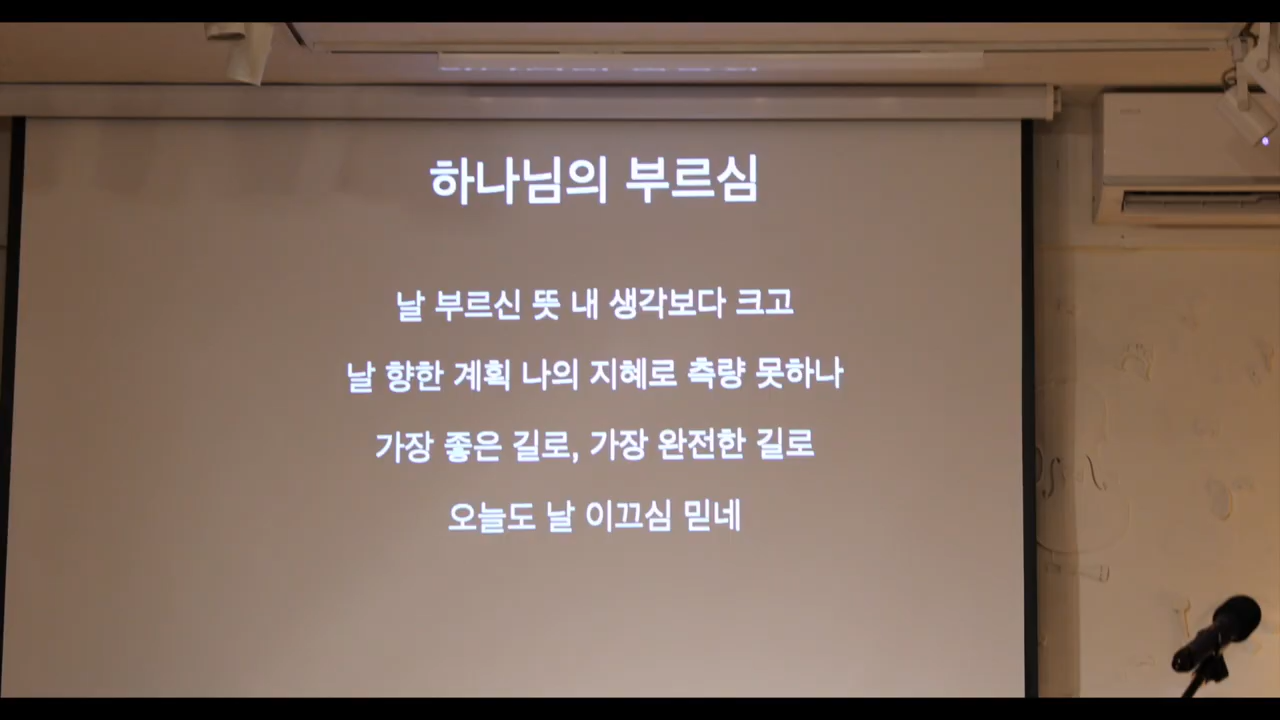 하나님의 부르심
날 부르신 뜻 내 생각보다 크고
날 향한 계획 나의 지혜로 측량 못하나
가장 좋은 길로, 가장 완전한 길로
오늘도 날 이끄심 믿네